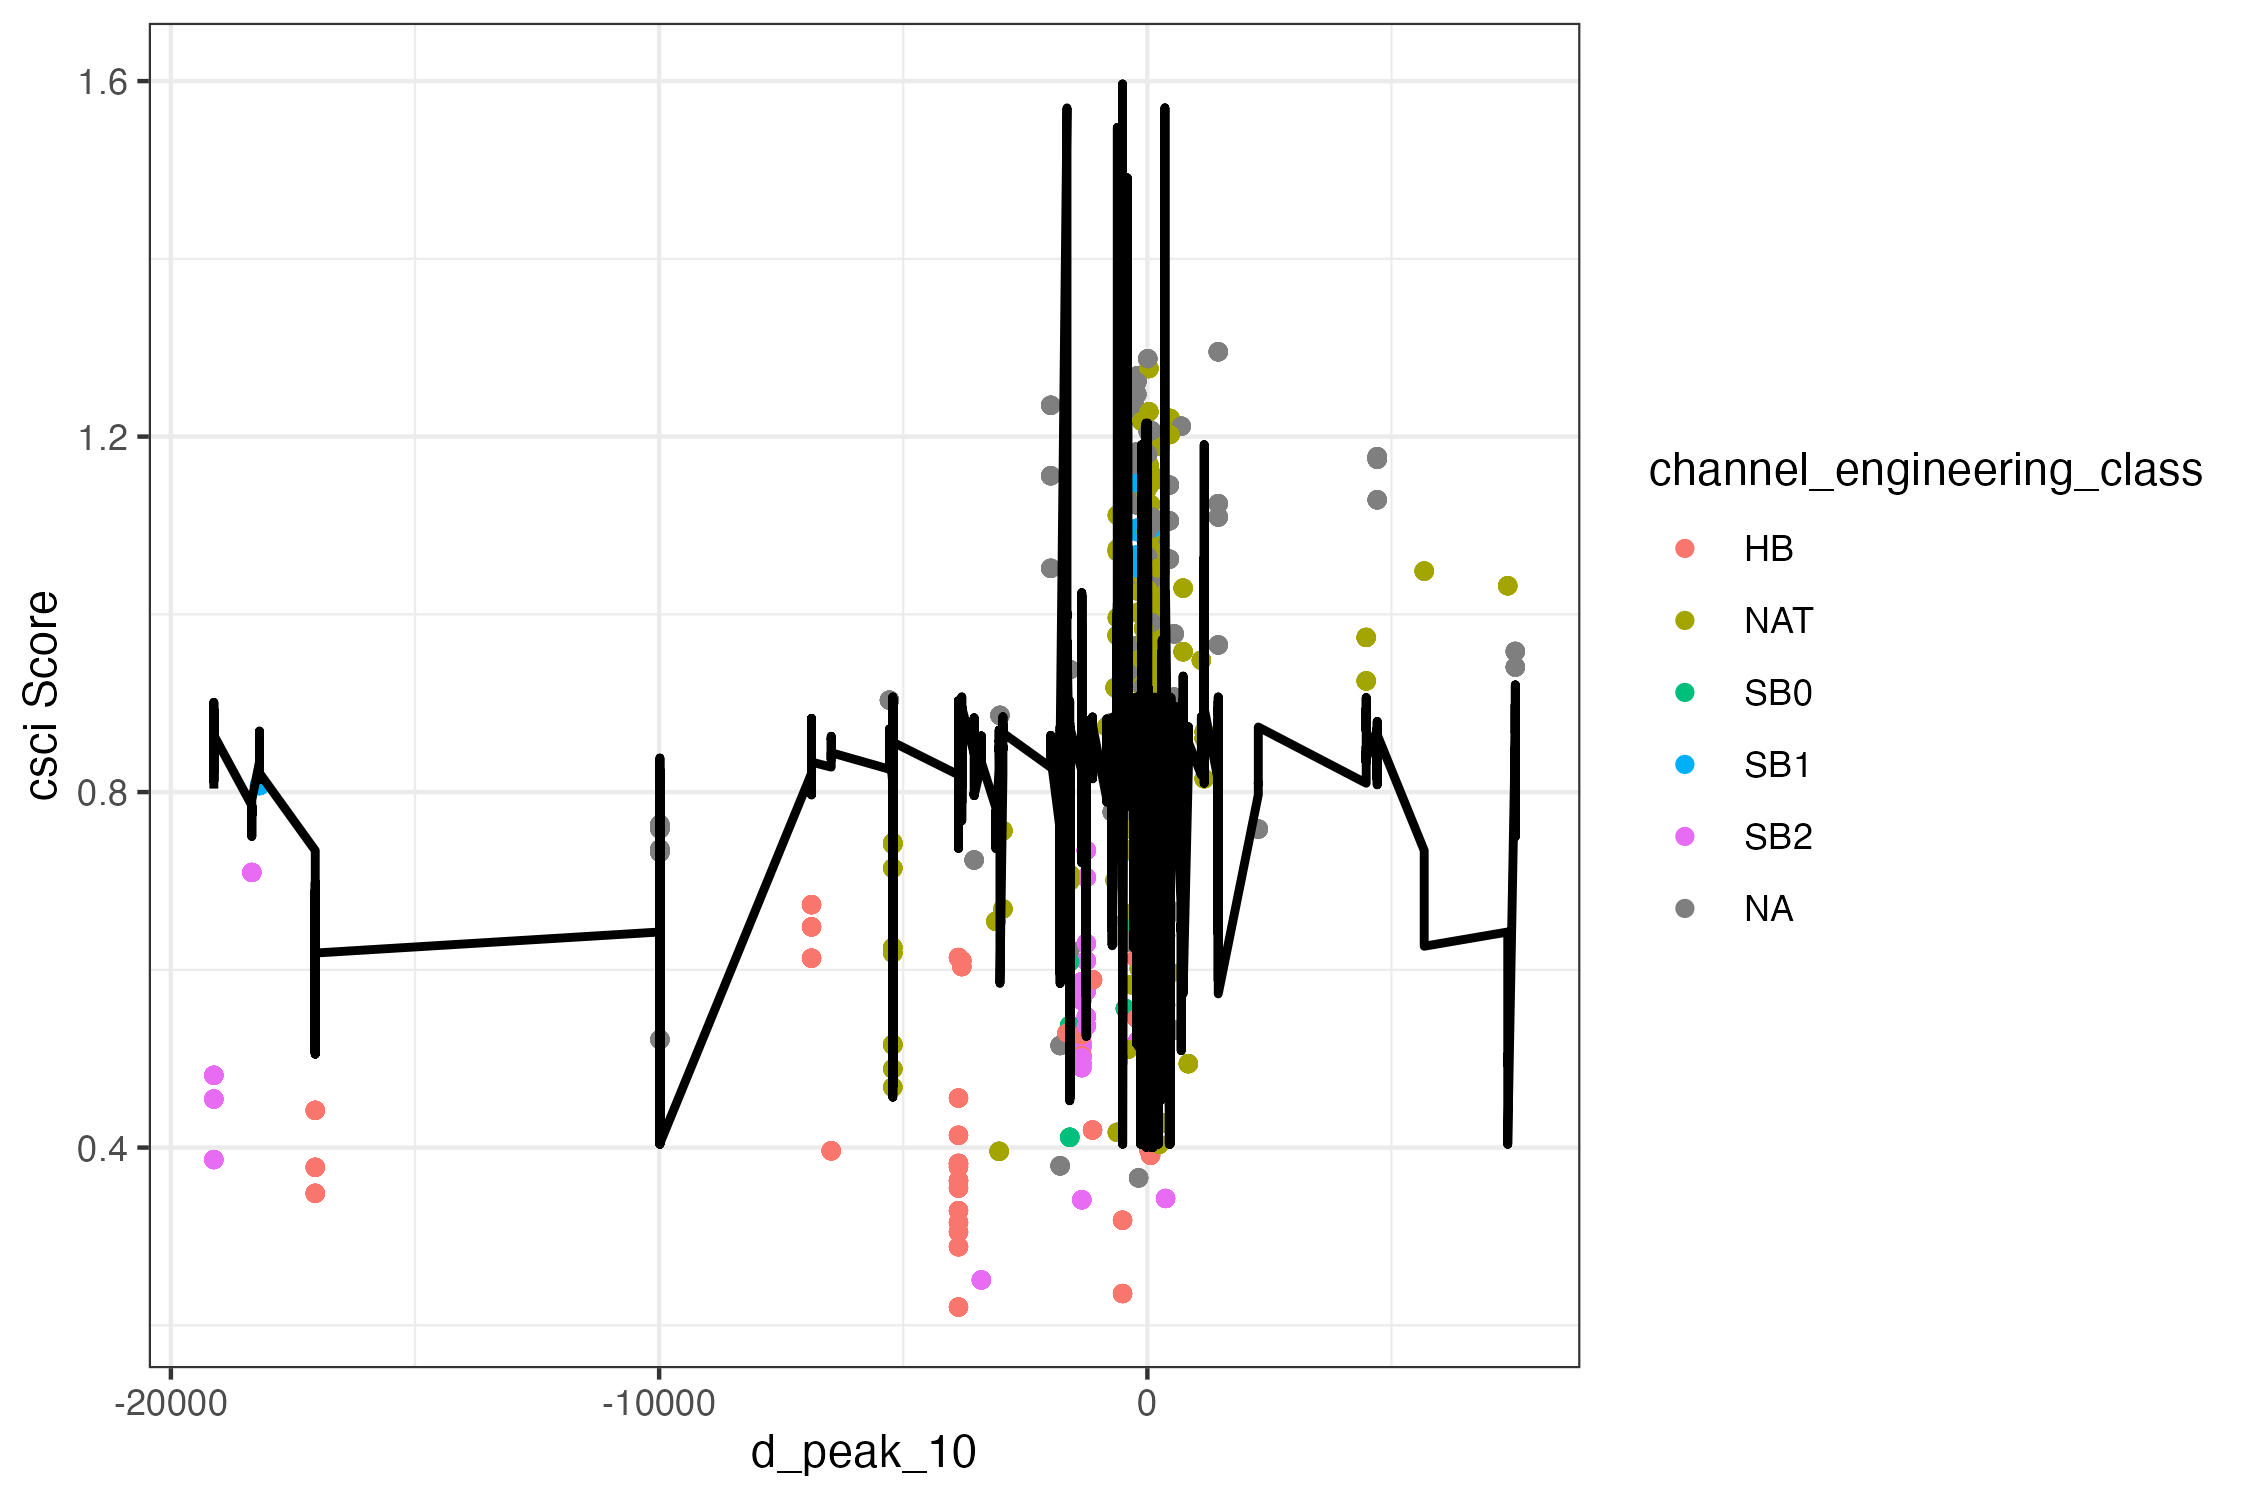 1.6
1.2
0.8
0.4
csci Score
-20000
-10000
0
d_peak_10
channel_engineering_class
HB
NAT
SB0
SB1
SB2
NA